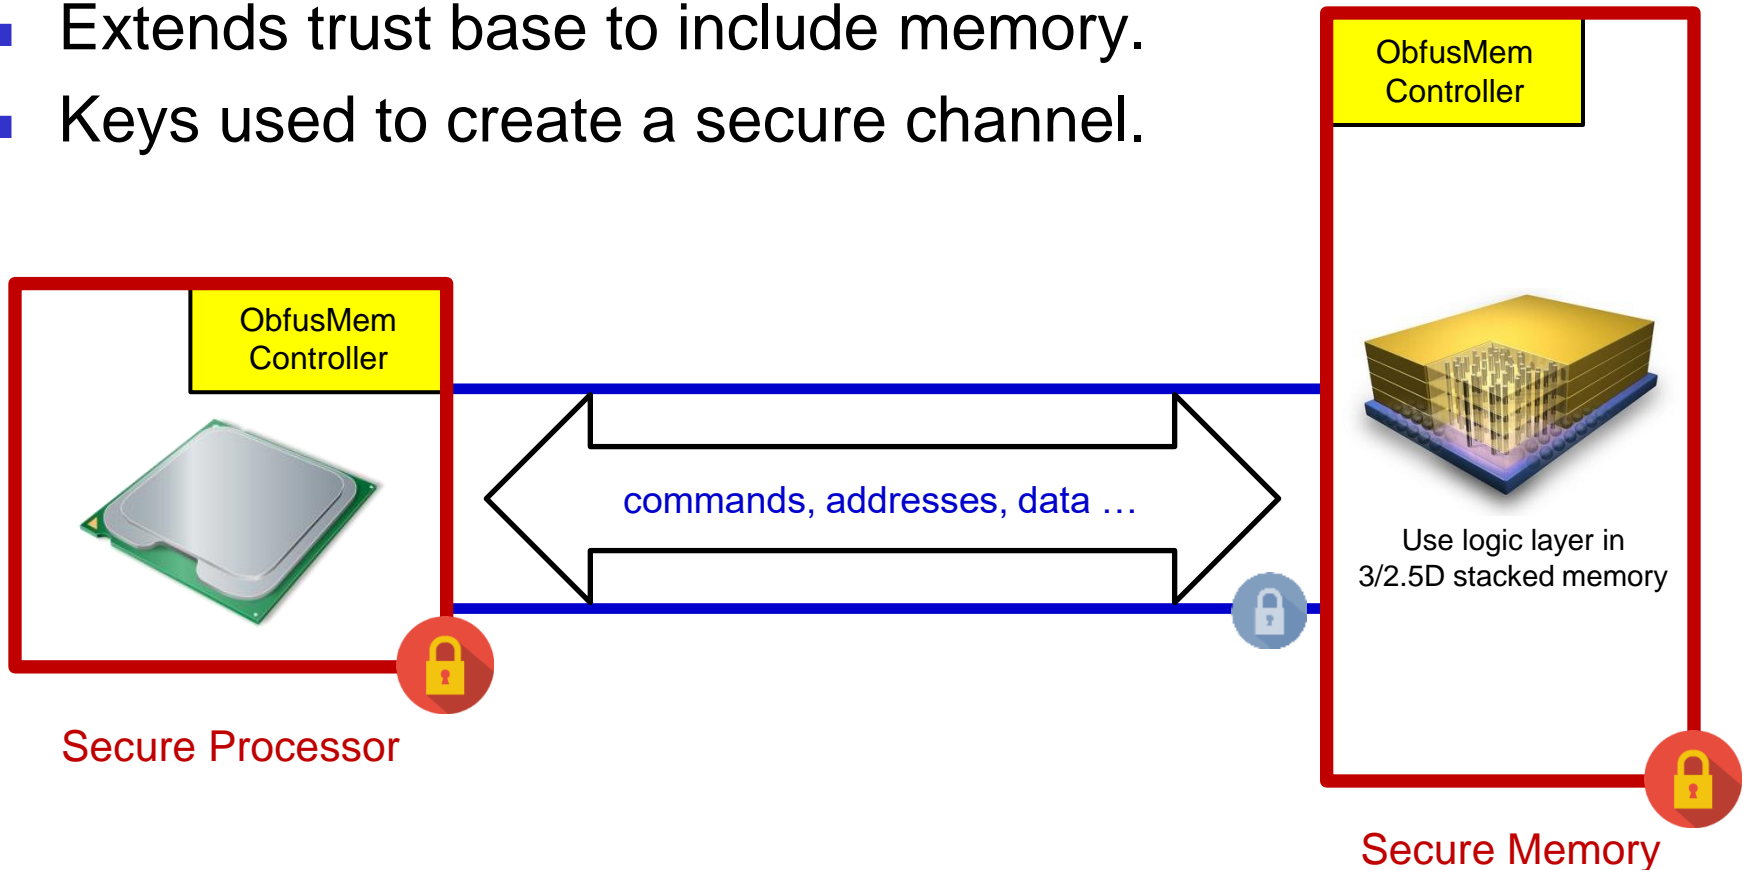 Extends trust base to include memory.
Keys used to create a secure channel.
ObfusMem
Controller
ObfusMem
Controller
commands, addresses, data …
Use logic layer in
3/2.5D stacked memory
Secure Processor
Secure Memory